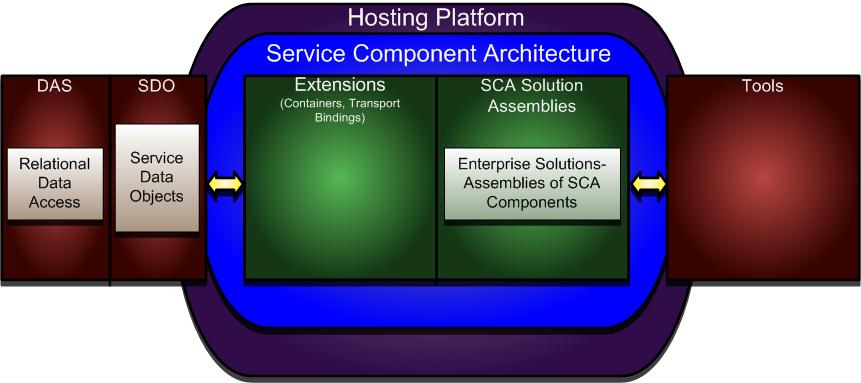 Hosting Platform
Service Component Architecture
DAS
SDO
Extensions
(Containers, Transport
Bindings)
SCA Solution
Assemblies
Tools
Relational
Data
Access
Service
Data
Objects
Enterprise Solutions-
Assemblies of SCA
Components